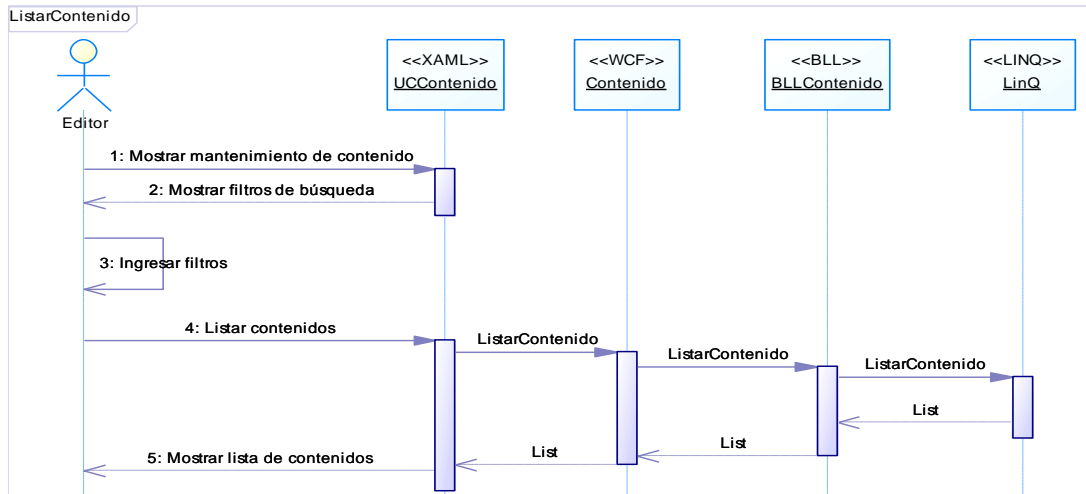 ListarContenido
<<XAML>>
UCContenido
<<WCF>>
Contenido
<<BLL>>
BLLContenido
<<LINQ>>
LinQ
Editor
1: Mostrar mantenimiento de contenido
2: Mostrar filtros de búsqueda
3: Ingresar filtros
4: Listar contenidos
ListarContenido
ListarContenido
ListarContenido
List
List
List
5: Mostrar lista de contenidos